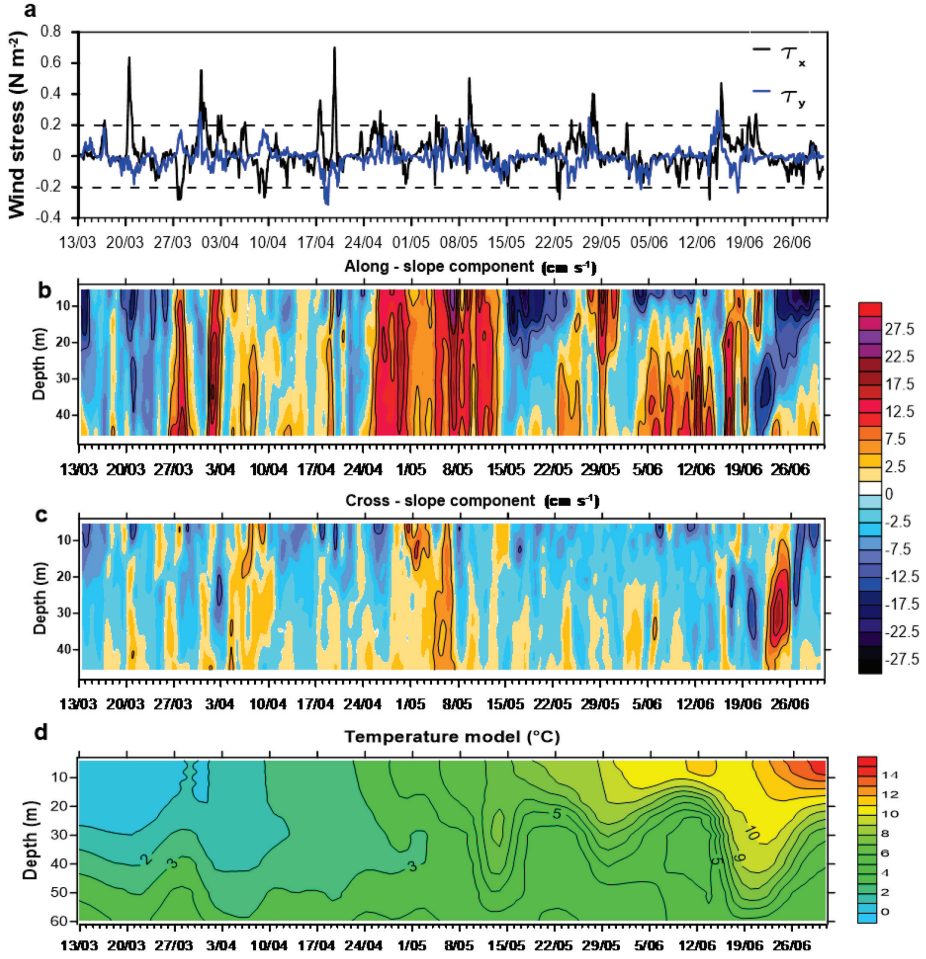 a
Wind stress (N m-2)
0.8
0.6
0.4
0.2
0
-0.2
-0.4
τx
τy
13/03 20/03 27/03 03/04 10/04 17/04 24/04 01/05 08/05 15/05 22/05 29/05 05/06 12/06 19/06 26/06
Along - slope component (cm s-1)
b
Depth (m)
10
20
30
40
13/03 20/03 27/03 3/04 10/04 17/04 24/04 1/05 8/05 15/05 22/05 29/05 5/06 12/06 19/06 26/06
Cross - slope component (cm s-1)
c
Depth (m)
10
20
30
40
13/03 20/03 27/03 3/04 10/04 17/04 24/04 1/05 8/05 15/05 22/05 29/05 5/06 12/06 19/06 26/06
27.5
22.5
17.5
12.5
7.5
2.5
0
-2.5
-7.5
-12.5
-17.5
-22.5
-27.5
d
Temperature model (°C)
Depth (m)
10
20
30
40
50
60
2
3
3
5
5
9
10
13/03 20/03 27/03 3/04 10/04 17/04 24/04 1/05 8/05 15/05 22/05 29/05 5/06 12/06 19/06 26/06
14
12
10
8
6
4
2
0